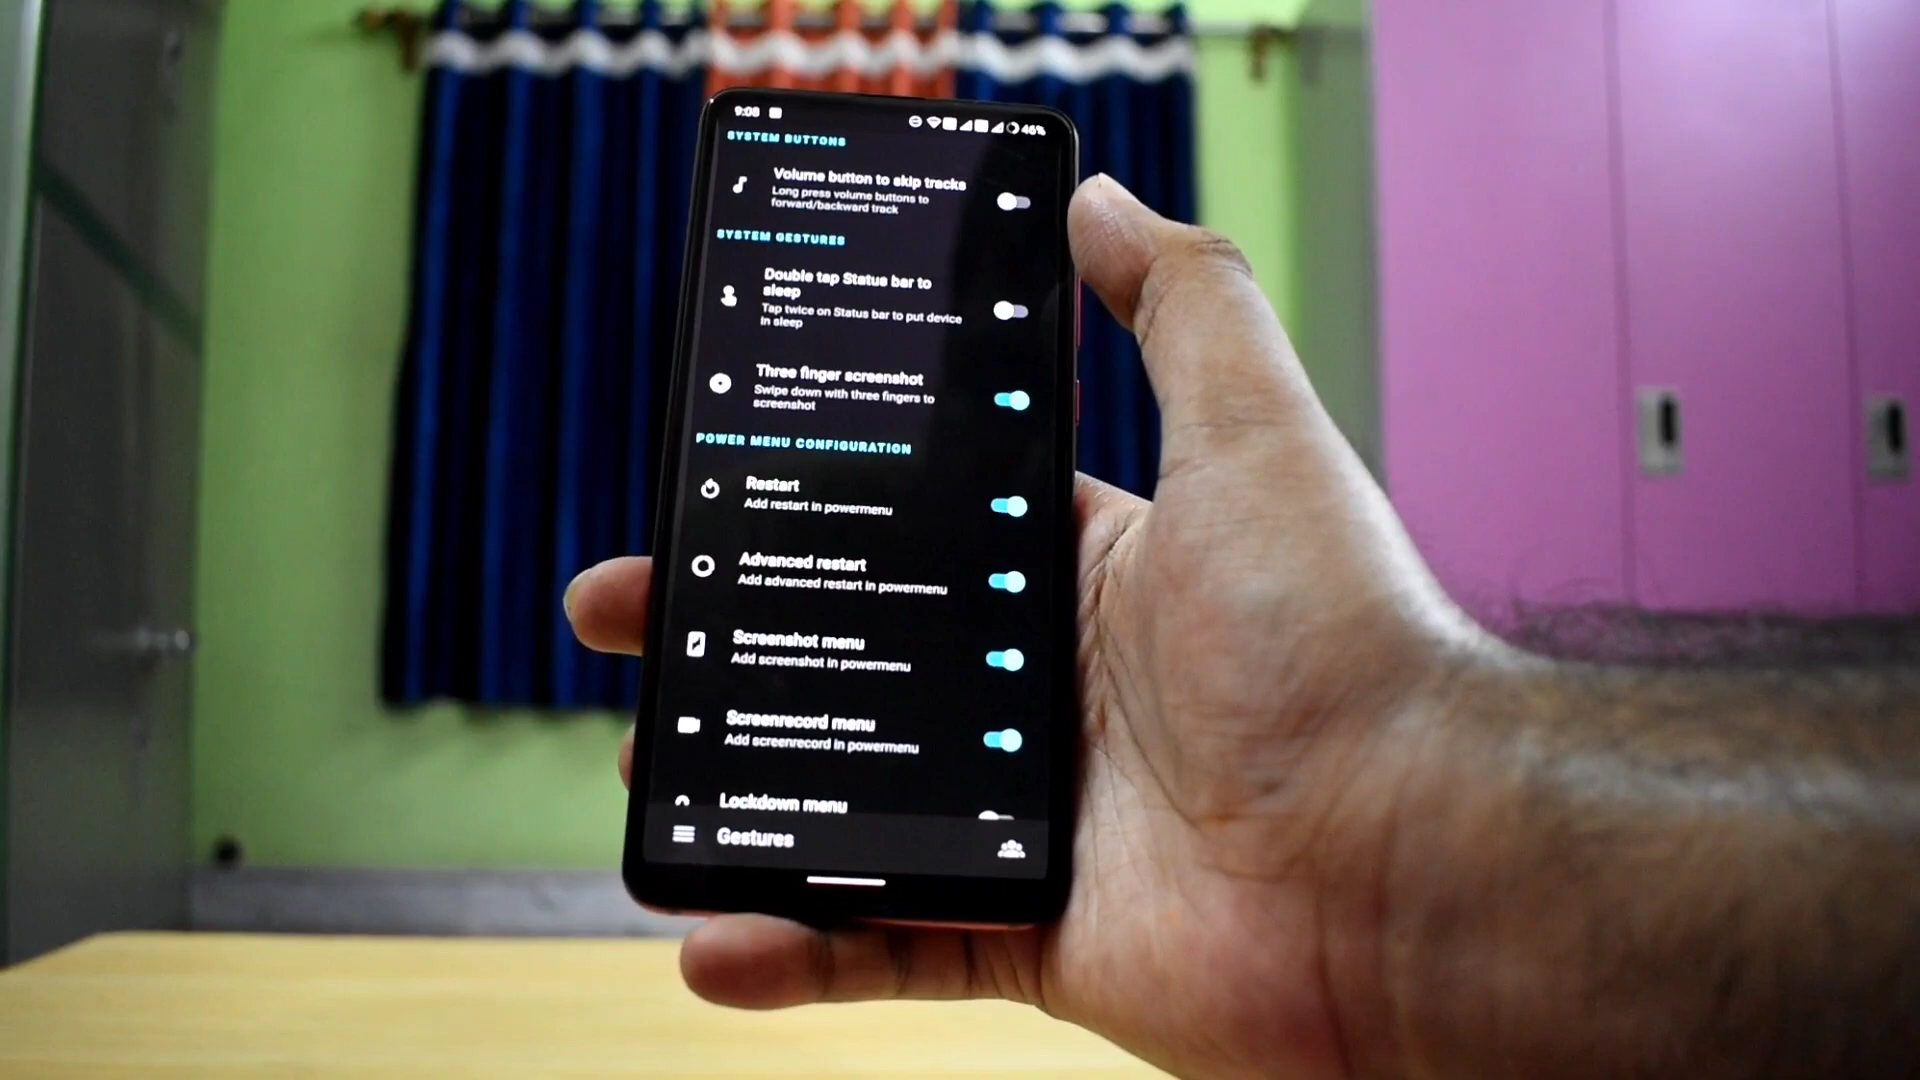 9:08
46%
SYSTEM BUTTONS
Volume button to skip tracks
Long press volume buttons to
forward/backward track
SYSTEM GESTURES
Double tap Status bar to
sleep
Tap twice on Status bar to put device
in sleep
Three finger screenshot
Swipe down with three fingers to
screenshot
POWER MENU CONFIGURATION
Restart
Add restart in powermenu
Advanced restart
Add advanced restart in powermenu
Screenshot menu
Add screenshot in powermenu
Screenrecord menu
Add screenrecord in powermenu
Lockdown menu
Gestures